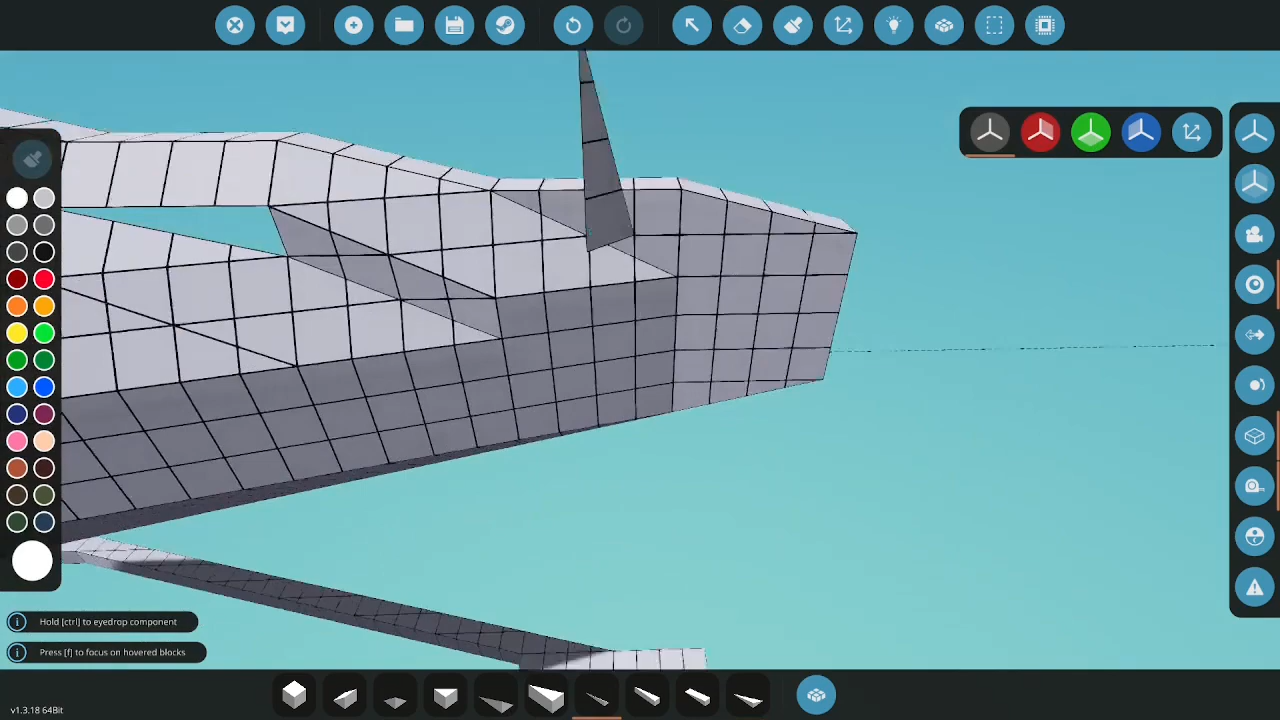 Hold [ctrl] to eyedrop component
Press [f] to focus on hovered blocks
v1.3.18 64Bit